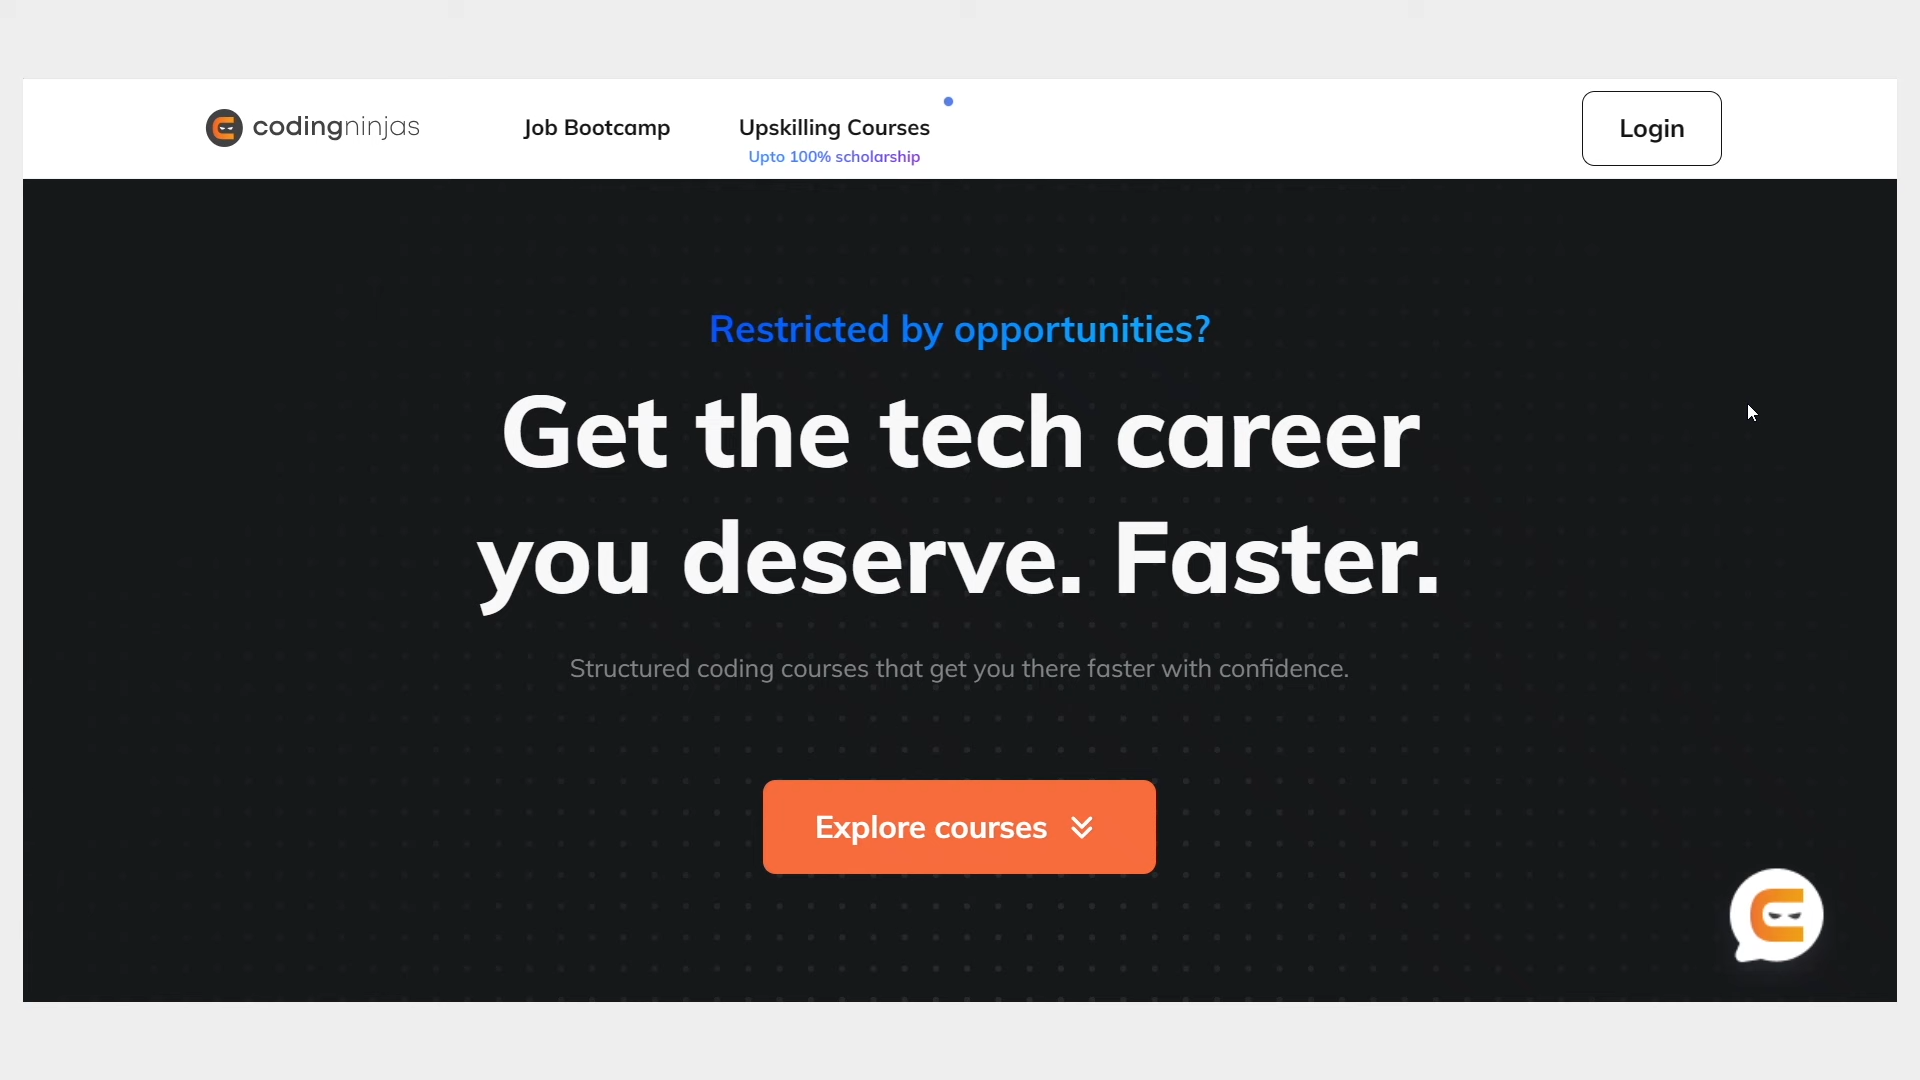 codingninjas
Job Bootcamp
Upskilling Courses
Upto 100% scholarship
Login
Restricted by opportunities?
Get the tech career
you deserve. Faster.
Structured coding courses that get you there faster with confidence.
Explore courses